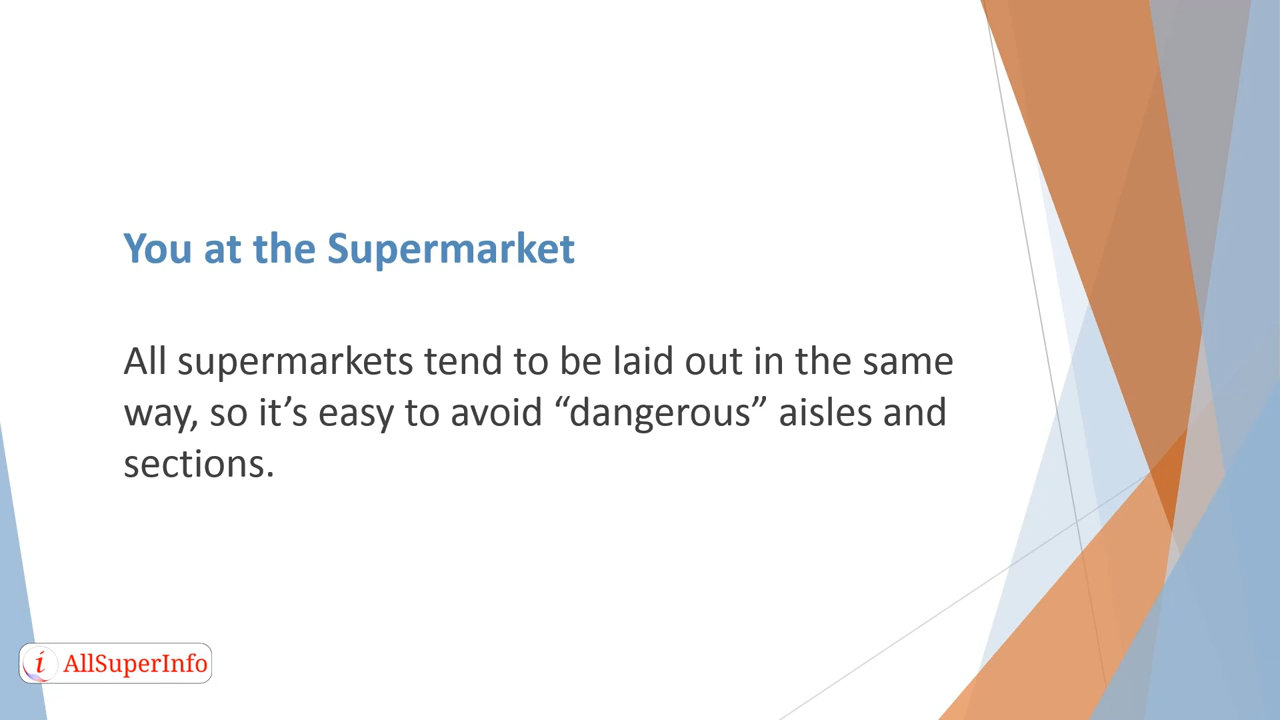 You at the Supermarket
All supermarkets tend to be laid out in the same
way, so it’s easy to avoid “dangerous” aisles and
sections.
i AllSuperInfo